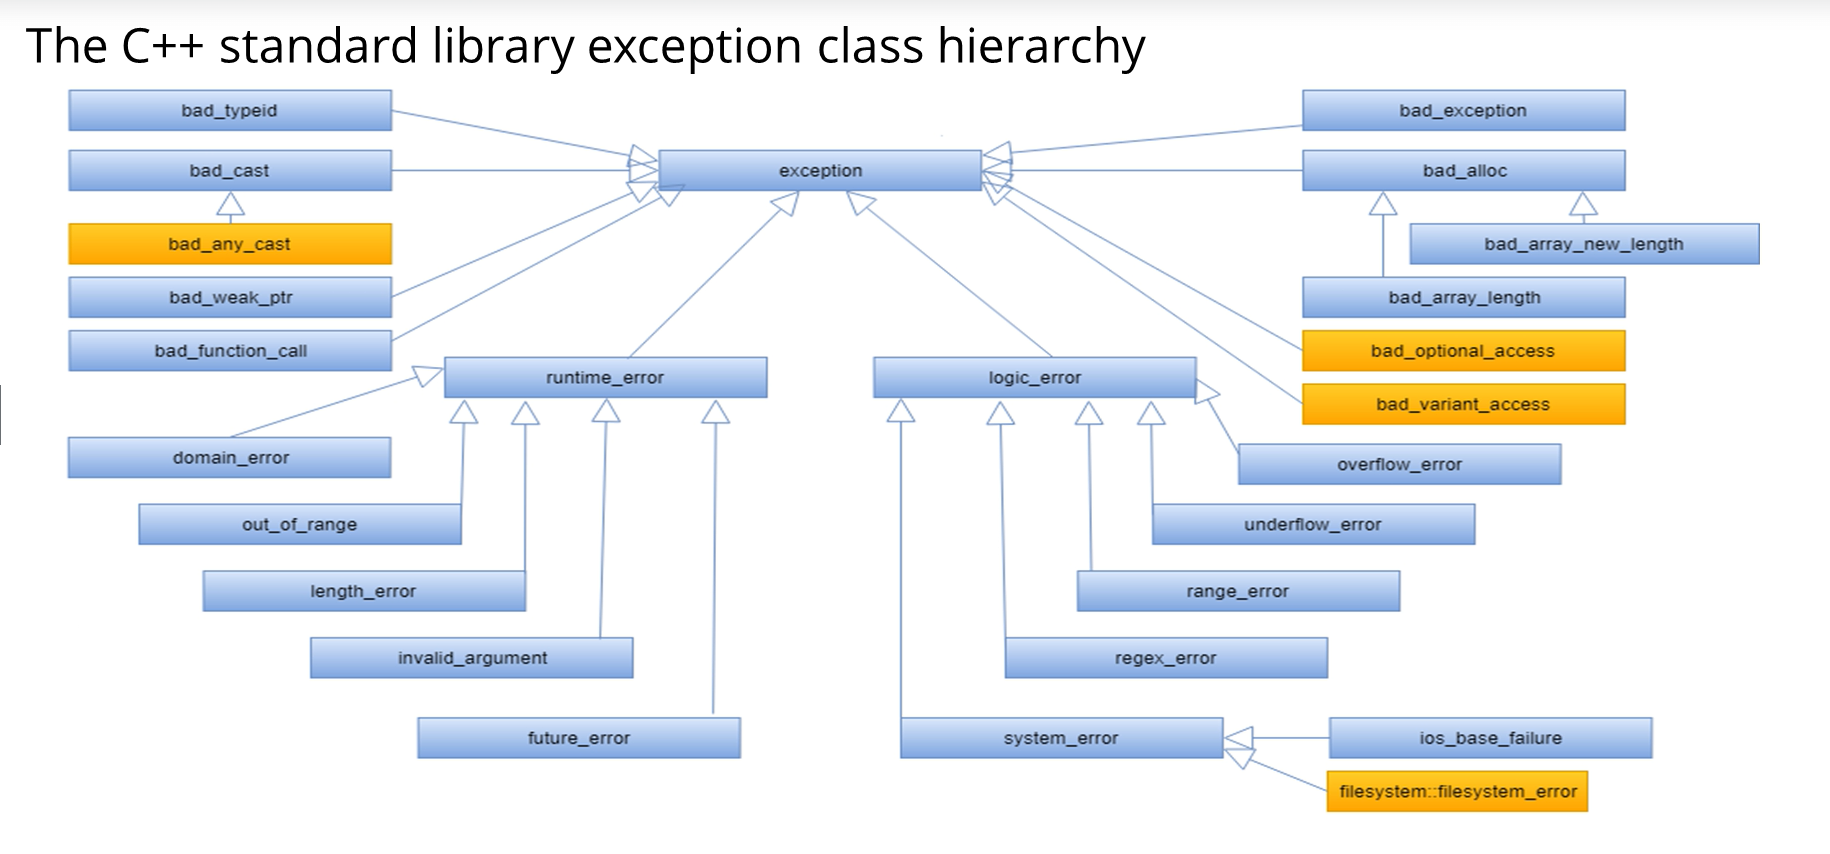 The C++ standard library exception class hierarchy
bad_typeid
bad_exception
bad_cast
exception
bad_alloc
bad_any_cast
bad_array_new_length
bad_weak_ptr
bad_array_length
bad_function_call
bad_optional_access
runtime_error
logic_error
bad_variant_access
domain_error
overflow_error
out_of_range
underflow_error
length_error
range_error
invalid_argument
regex_error
future_error
system_error
ios_base_failure
filesystem::filesystem_error